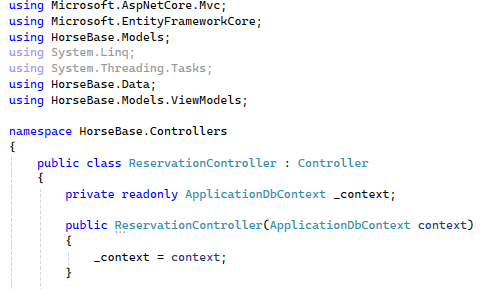 using Microsoft.AspNetCore.Mvc;
using Microsoft.EntityFrameworkCore;
using HorseBase.Models;
using System.Linq;
using System.Threading.Tasks;
using HorseBase.Data;
using HorseBase.Models.ViewModels;
namespace HorseBase.Controllers
{
public class ReservationController : Controller
{
private readonly ApplicationDbContext _context;
public ReservationController(ApplicationDbContext context)
{
_context = context;
}